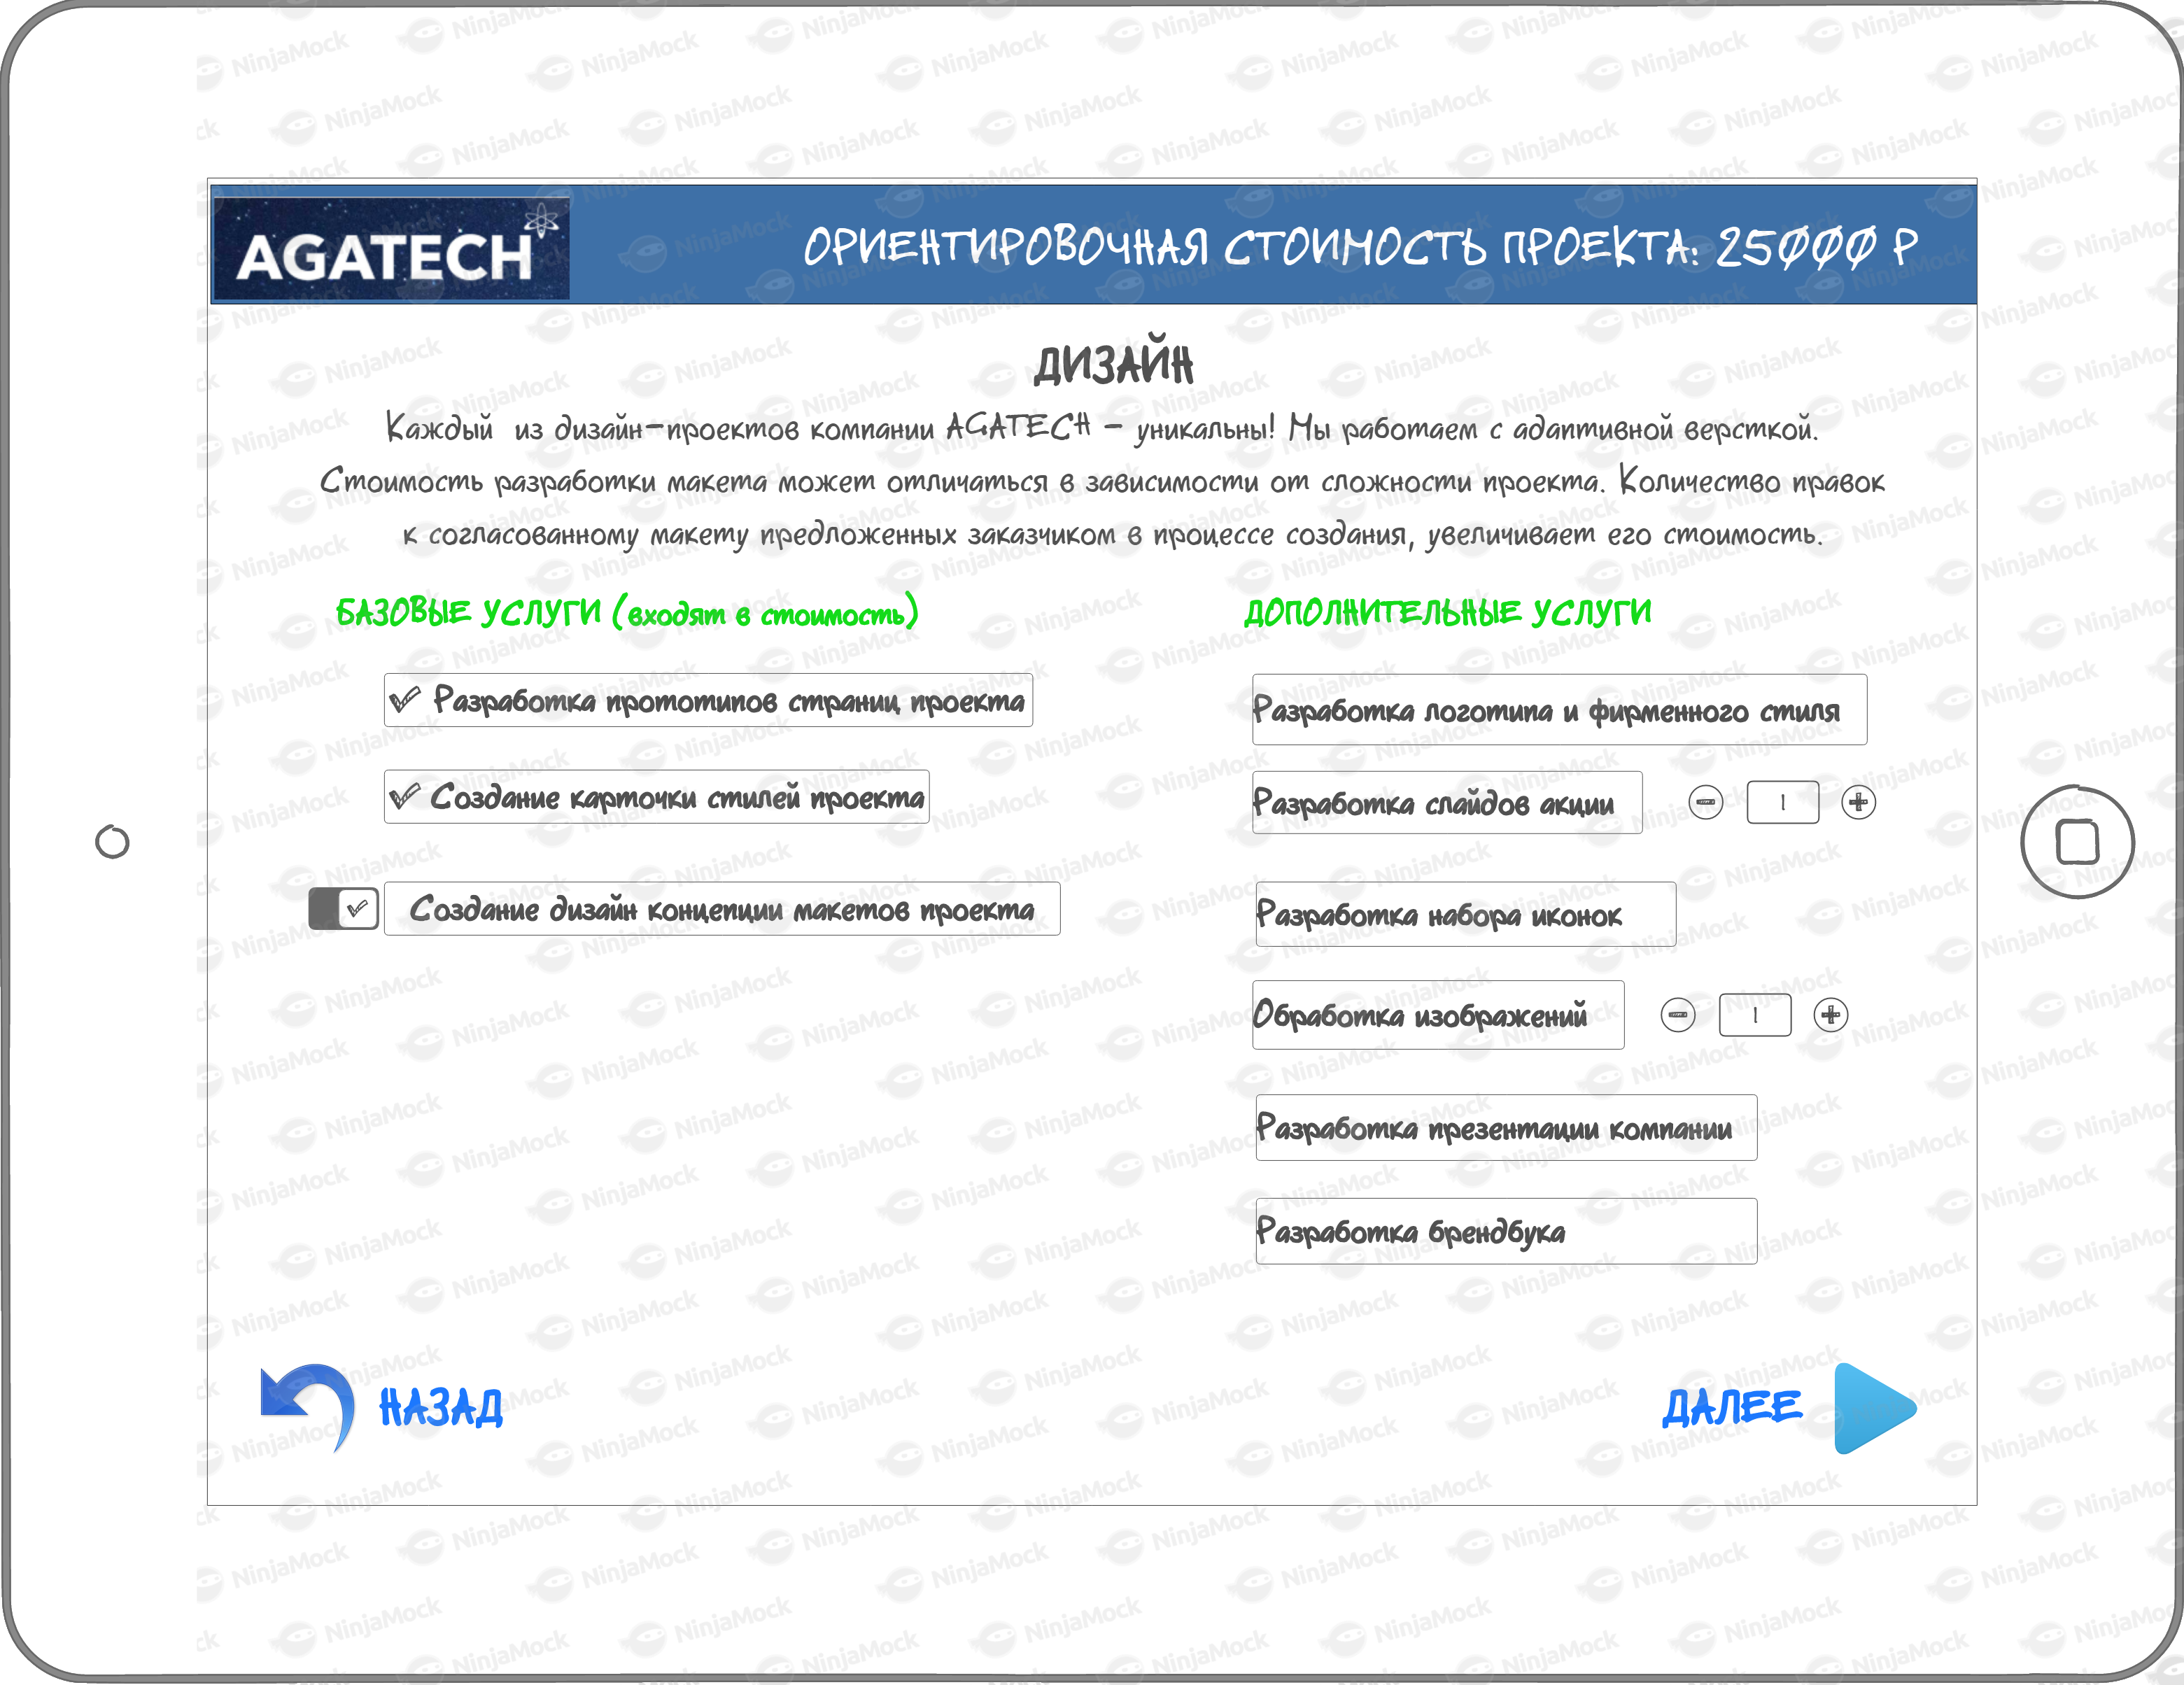 AGATECH
ОРИЕНТИРОВОЧНАЯ СТОИМОСТЬ ПРОЕКТА: 25000 Р
ДИЗАЙН
Каждый из дизайн-проектов компании AGATECH - уникальны! Мы работаем с адаптивной версткой.
Стоимость разработки макета может отличаться в зависимости от сложности проекта. Количество правок
к согласованному макету предложенных заказчиком в процессе создания, увеличивает его стоимость.
БАЗОВЫЕ УСЛУГИ (входят в стоимость)
Разработка прототипов страниц проекта
Создание карточки стилей проекта
Создание дизайн концепции макетов проекта
ДОПОЛНИТЕЛЬНЫЕ УСЛУГИ
Разработка логотипа и фирменного стиля
Разработка слайдов акции
1
Разработка набора иконок
Обработка изображений
1
Разработка презентации компании
Разработка брендбука
НАЗАД
ДАЛЕЕ
NinjaMock